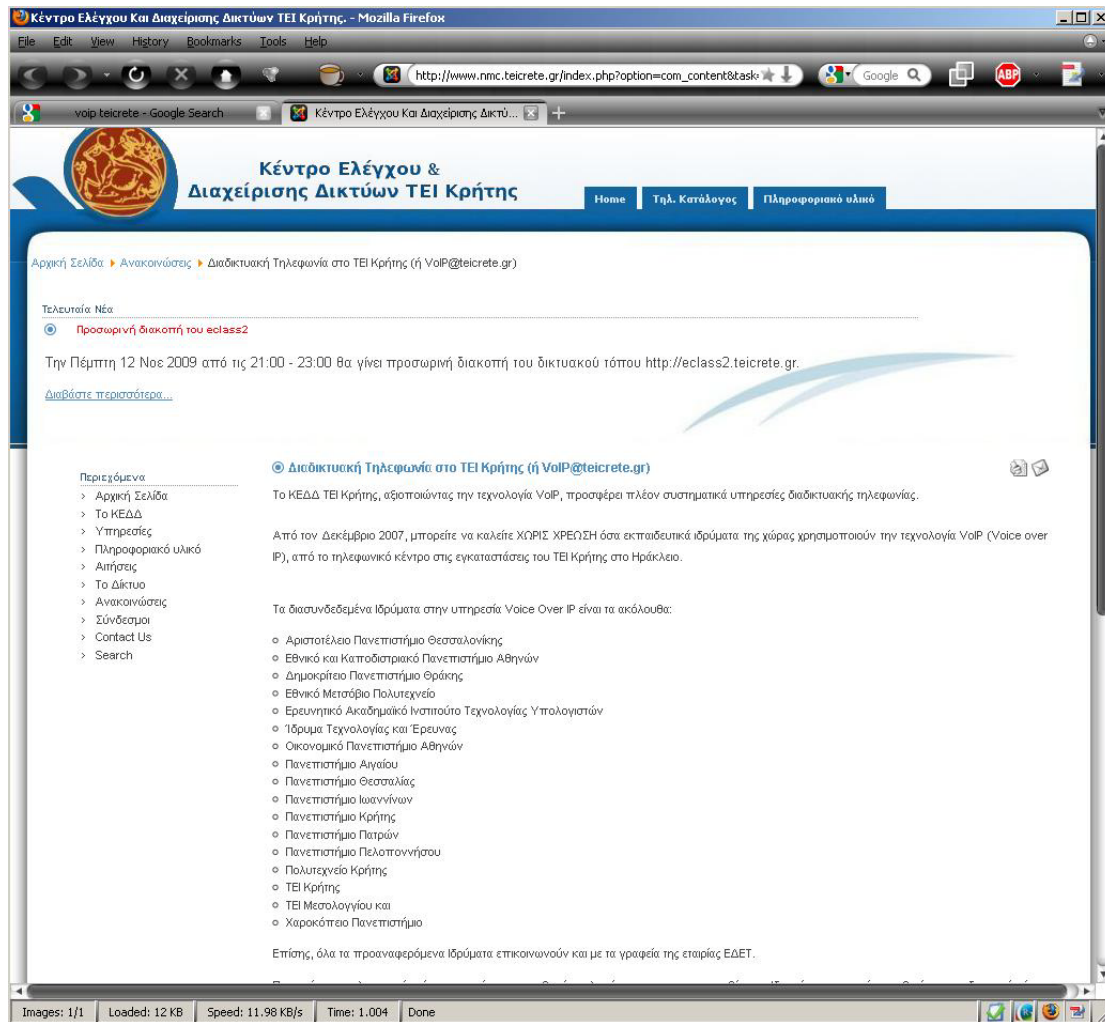 Κέντρο Ελέγχου Και Διαχείρισης Δικτύων ΤΕΙ Κρήτης. - Mozilla Firefox
File Edit View History Bookmarks Tools Help
http://www.nmc.teicrete.gr/index.php?option=com_content&task Google ABP
voip teicrete - Google Search Κέντρο Ελέγχου Και Διαχείρισης Δικτύ...
Κέντρο Ελέγχου &
Διαχείρισης Δικτύων ΤΕΙ Κρήτης
Home Τηλ. Κατάλογος Πληροφοριακό υλικό
Αρχική Σελίδα Ανακοινώσεις Διαδικτυακή Τηλεφωνία στο ΤΕΙ Κρήτης (ή VoIP@teicrete.gr)
Τελευταία Νέα
Προσωρινή διακοπή του eclass2
Την Πέμπτη 12 Νοε 2009 από τις 21:00 - 23:00 θα γίνει προσωρινή διακοπή του δικτυακού τόπου http://eclass2.teicrete.gr.
Διαβάστε περισσότερα...
Περιεχόμενα
> Αρχική Σελίδα
> Το ΚΕΔΔ
> Υπηρεσίες
> Πληροφοριακό υλικό
> Αιτήσεις
> Το Δίκτυο
> Ανακοινώσεις
> Σύνδεσμοι
> Contact Us
> Search
Διαδικτυακή Τηλεφωνία στο ΤΕΙ Κρήτης (ή VoIP@teicrete.gr)
Το ΚΕΔΔ ΤΕΙ Κρήτης, αξιοποιώντας την τεχνολογία VoIP, προσφέρει πλέον συστηματικά υπηρεσίες διαδικτυακής τηλεφωνίας.
Από τον Δεκέμβριο 2007, μπορείτε να καλείτε ΧΩΡΙΣ ΧΡΕΩΣΗ όσα εκπαιδευτικά ιδρύματα της χώρας χρησιμοποιούν την τεχνολογία VoIP (Voice over
IP), από το τηλεφωνικό κέντρο στις εγκαταστάσεις του ΤΕΙ Κρήτης στο Ηράκλειο.
Τα διασυνδεδεμένα Ιδρύματα στην υπηρεσία Voice Over IP είναι τα ακόλουθα:
Αριστοτέλειο Πανεπιστήμιο Θεσσαλονίκης
Εθνικό και Καποδιστριακό Πανεπιστήμιο Αθηνών
Δημοκρίτειο Πανεπιστήμιο Θράκης
Εθνικό Μετσόβιο Πολυτεχνείο
Ερευνητικό Ακαδημαϊκό Ινστιτούτο Τεχνολογίας Υπολογιστών
Ίδρυμα Τεχνολογίας και Έρευνας
Οικονομικό Πανεπιστήμιο Αθηνών
Πανεπιστήμιο Αιγαίου
Πανεπιστήμιο Θεσσαλίας
Πανεπιστήμιο Ιωαννίνων
Πανεπιστήμιο Κρήτης
Πανεπιστήμιο Πατρών
Πανεπιστήμιο Πελοποννήσου
Πολυτεχνείο Κρήτης
ΤΕΙ Κρήτης
ΤΕΙ Μεσολογγίου και
Χαροκόπειο Πανεπιστήμιο
Επίσης, όλα τα προαναφερόμενα Ιδρύματα επικοινωνούν και με τα γραφεία της εταιρίας ΕΔΕΤ.
Images: 1/1 Loaded: 12 KB Speed: 11.98 KB/s Time: 1.004 Done